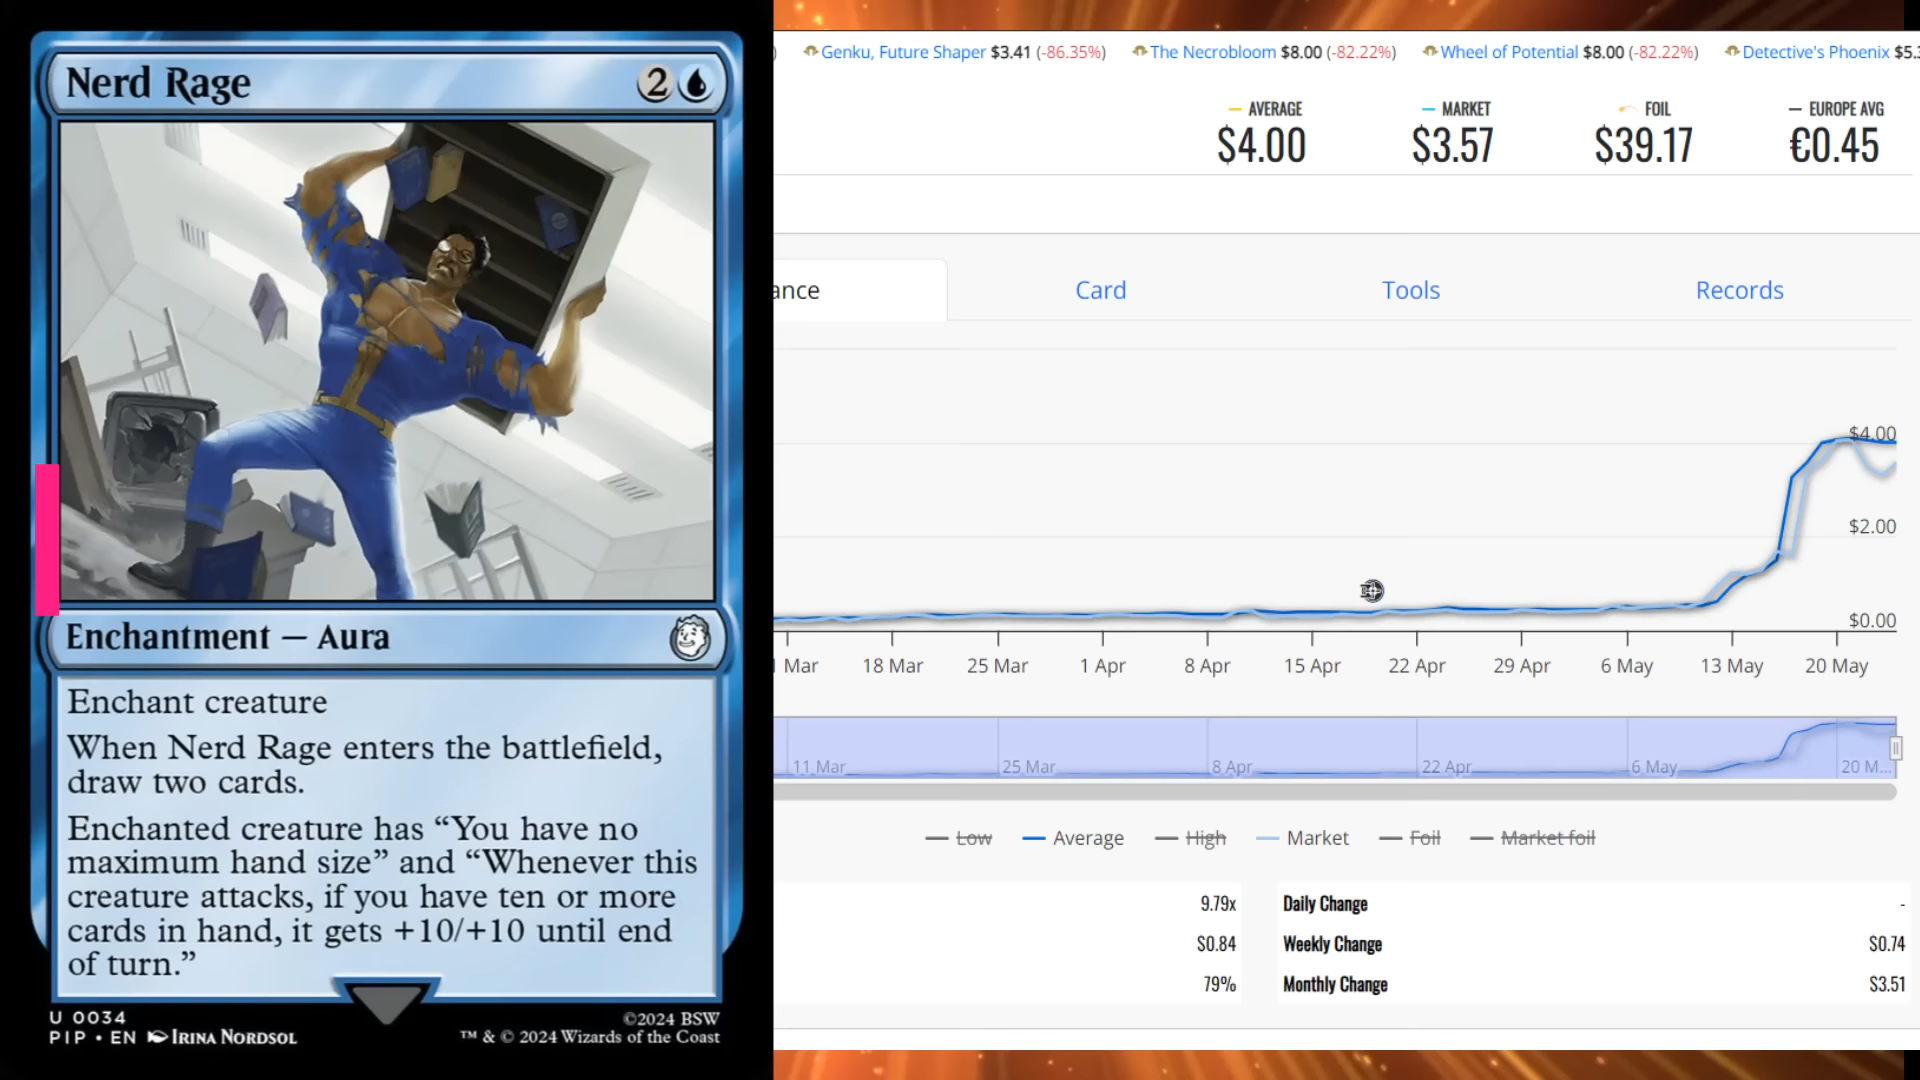 Nerd Rage
2
Enchantment — Aura
Enchant creature
When Nerd Rage enters the battlefield,
draw two cards.
Enchanted creature has “You have no
maximum hand size” and “Whenever this
creature attacks, if you have ten or more
cards in hand, it gets +10/+10 until end
of turn.”
U 0034
PIP • EN Irina Nordsol
©2024 BSW
™ & © 2024 Wizards of the Coast
) Genku, Future Shaper $3.41 (-86.35%) The Necrobloom $8.00 (-82.22%) Wheel of Potential $8.00 (-82.22%) Detective's Phoenix $5.3
AVERAGE MARKET FOIL EUROPE AVG
$4.00 $3.57 $39.17 €0.45
ance Card Tools Records
$4.00
$2.00
$0.00
Mar 18 Mar 25 Mar 1 Apr 8 Apr 15 Apr 22 Apr 29 Apr 6 May 13 May 20 May
11 Mar 25 Mar 8 Apr 22 Apr 6 May 20 M...
Low Average High Market Foil Market foil
9.79x Daily Change -
$0.84 Weekly Change $0.74
79% Monthly Change $3.51